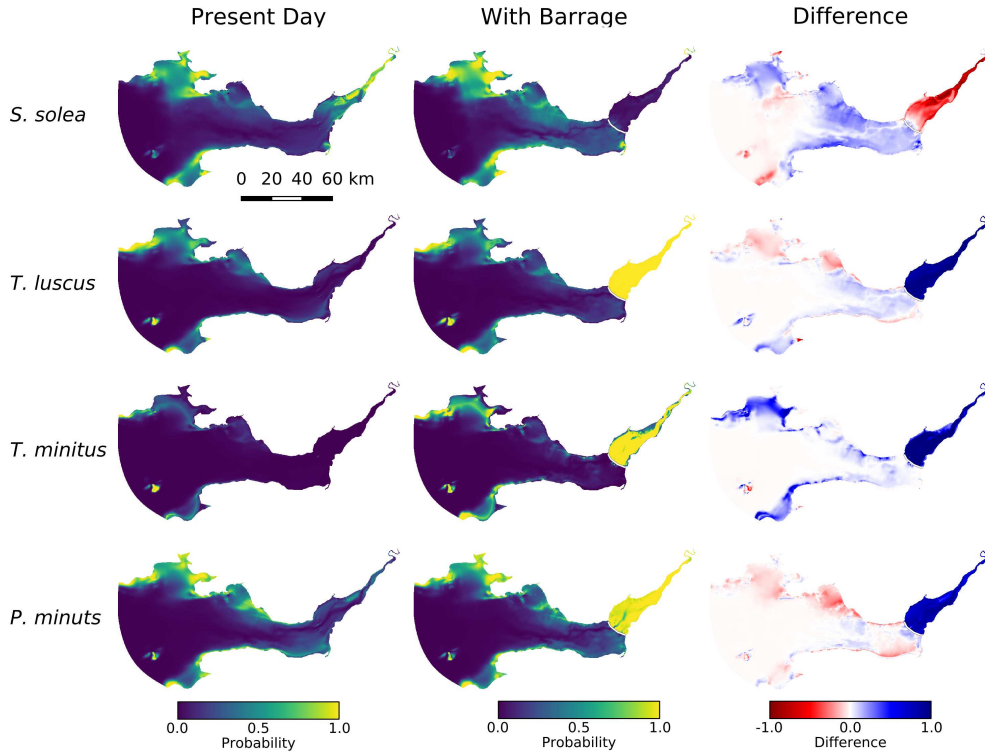 Present Day With Barrage Difference
S. solea
0 20 40 60 km
T. luscus
T. minitus
P. minuts
0.0 0.5 1.0 0.0 0.5 1.0 -1.0 0.0 1.0
Probability Probability Difference